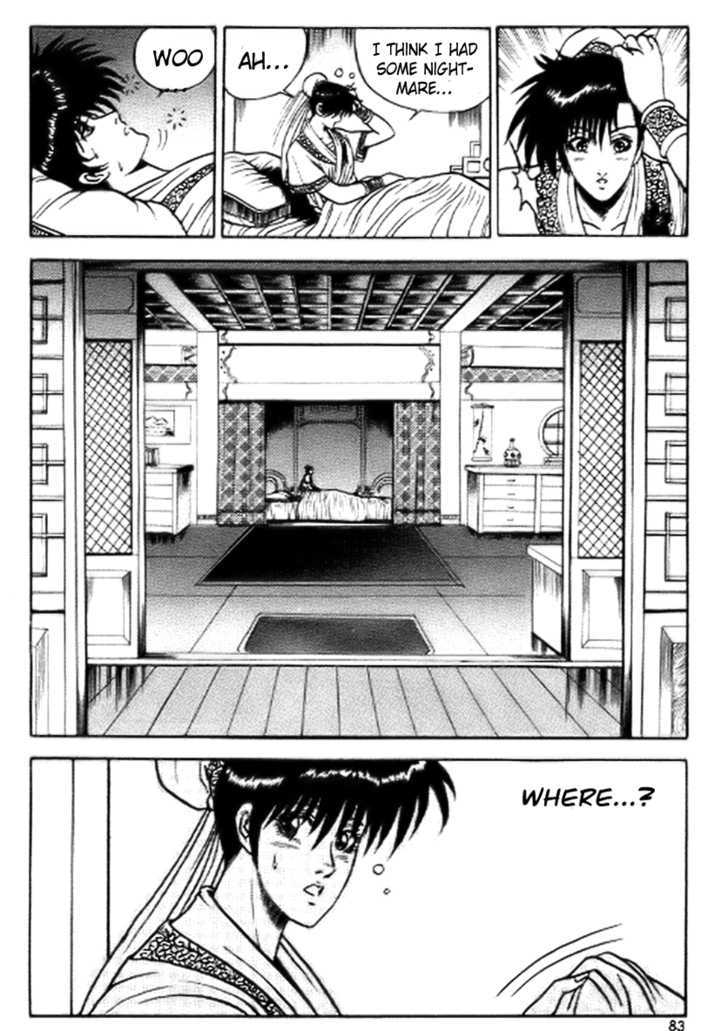 WOO
AH...
I THINK I HAD
SOME NIGHT-
MARE...
WHERE...?
83